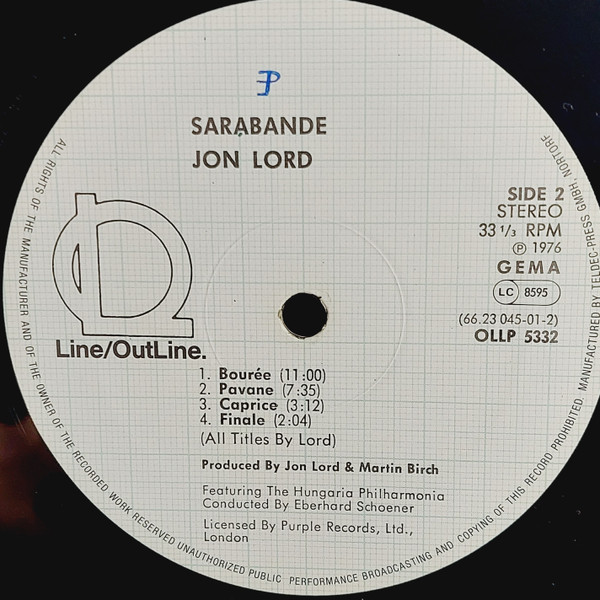 SARABANDE
JON LORD
SIDE 2
STEREO
33 1/3 RPM
Ⓟ 1976
GEMA
LC 8595
(66.23 045-01-2)
OLLP 5332
Line/OutLine.
1. Bourée (11:00)
2. Pavane (7:35)
3. Caprice (3:12)
4. Finale (2:04)
(All Titles By Lord)
Produced By Jon Lord & Martin Birch
Featuring The Hungaria Philharmonia
Conducted By Eberhard Schoener
Licensed By Purple Records, Ltd.,
London
ALL RIGHTS OF THE MANUFACTURER AND OF THE OWNER OF THE RECORDED WORK RESERVED UNAUTHORIZED PUBLIC PERFORMANCE BROADCASTING AND COPYING OF THIS RECORD PROHIBITED. MANUFACTURED BY TELDEC-PRESS GMBH, NORTORF